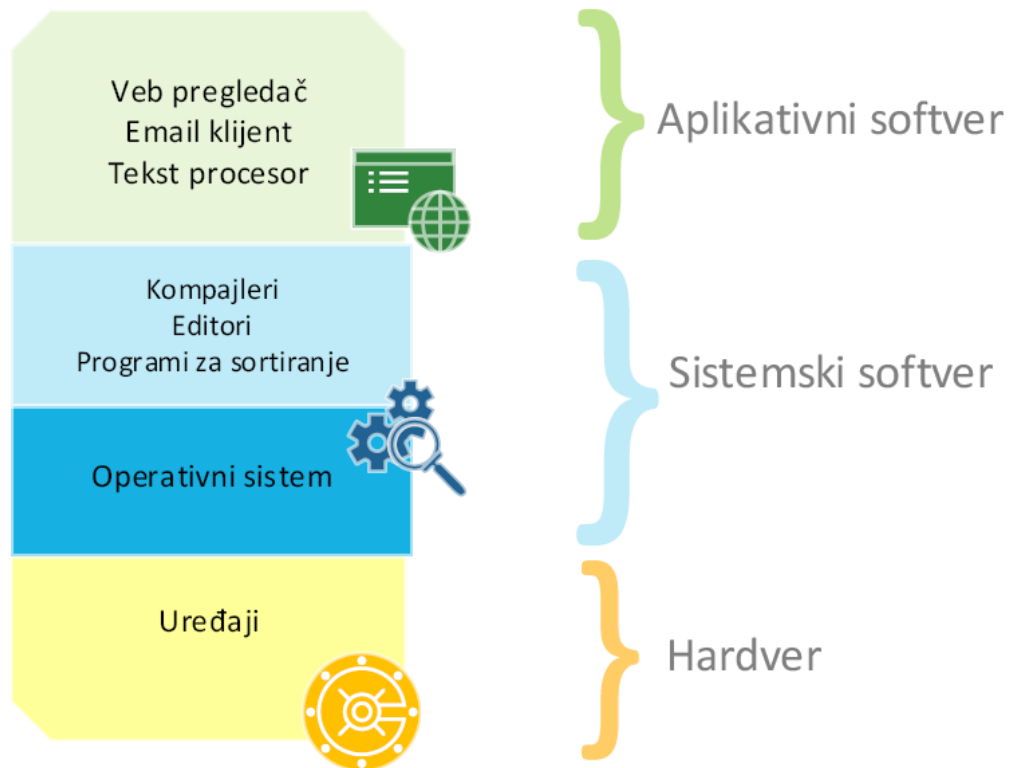 Veb pregledač
Email klijent
Tekst procesor
Aplikativni softver
Kompajleri
Editori
Programi za sortiranje
Sistemski softver
Operativni sistem
Uređaji
Hardver